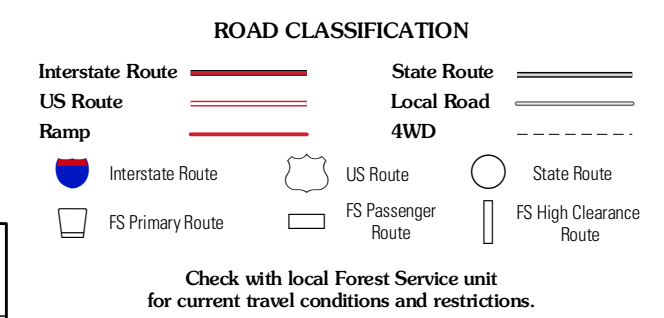 ROAD CLASSIFICATION
Interstate Route
State Route
US Route
Local Road
Ramp
4WD
Interstate Route
US Route
State Route
FS Primary Route
FS Passenger
Route
FS High Clearance
Route
Check with local Forest Service unit
for current travel conditions and restrictions.